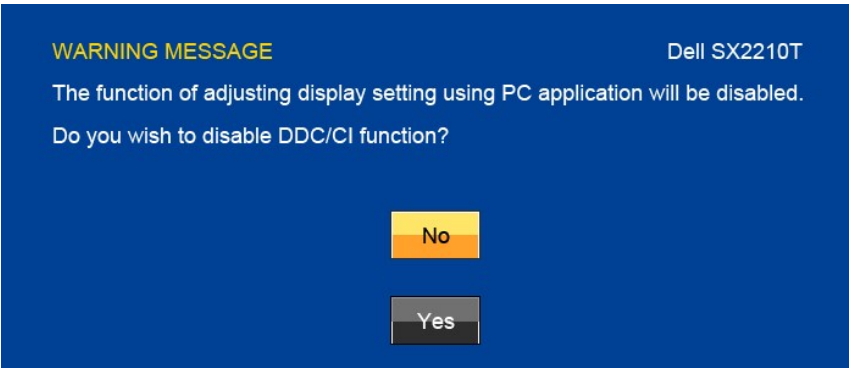 WARNING MESSAGE Dell SX2210T
The function of adjusting display setting using PC application will be disabled.
Do you wish to disable DDC/CI function?
No
Yes